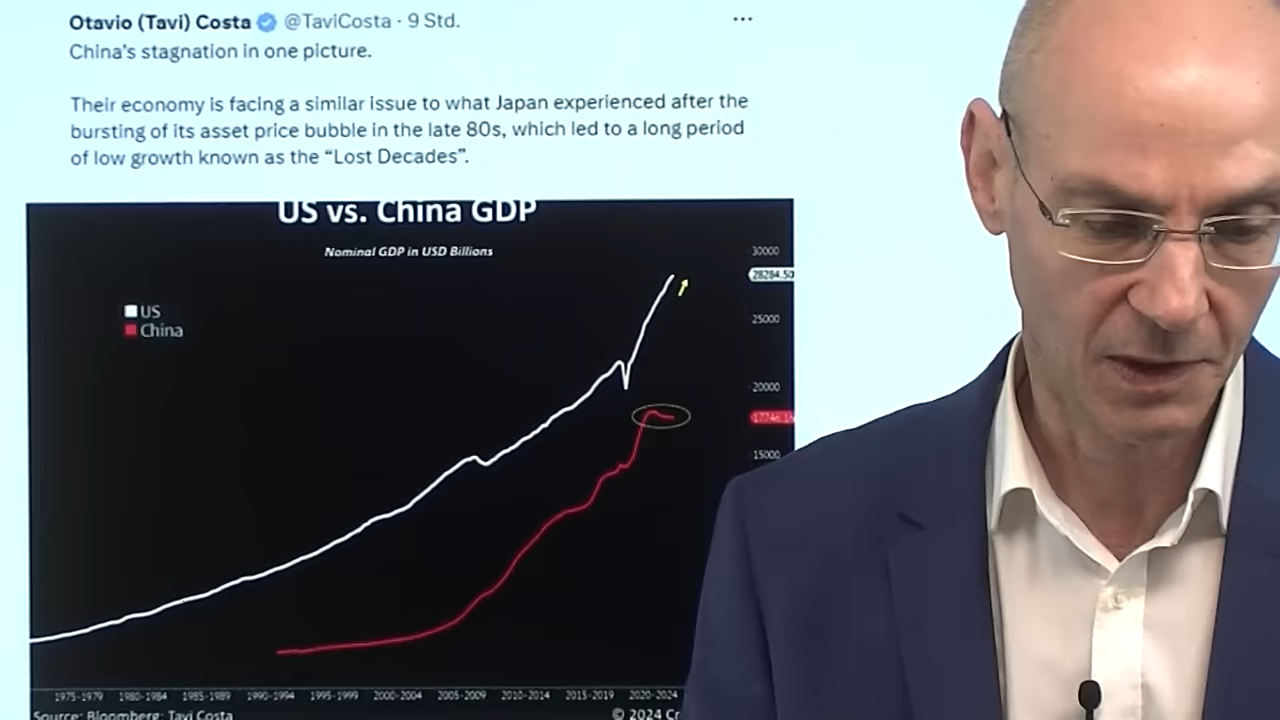 Otavio (Tavi) Costa @TaviCosta · 9 Std. ...
China's stagnation in one picture.
Their economy is facing a similar issue to what Japan experienced after the
bursting of its asset price bubble in the late 80s, which led to a long period
of low growth known as the “Lost Decades”.
US vs. China GDP
Nominal GDP in USD Billions
30000
28284.50
US
25000
China
20000
15000
1975-1979 1980-1984 1985-1989 1990-1994 1995-1999 2000-2004 2005-2009 2010-2014 2015-2019 2020-2024
Source: Bloomberg; Tavi Costa © 2024 Cr